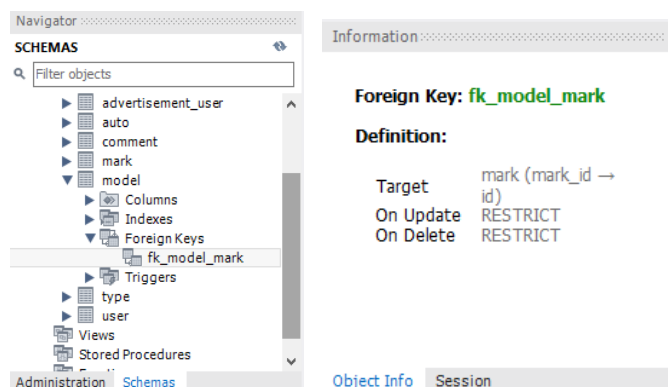 Navigator
SCHEMAS
Filter objects
advertisement_user
auto
comment
mark
model
Columns
Indexes
Foreign Keys
fk_model_mark
Triggers
type
user
Views
Stored Procedures
Administration Schemas
Information
Foreign Key: fk_model_mark
Definition:
Target mark (mark_id →
id)
On Update RESTRICT
On Delete RESTRICT
Object Info Session